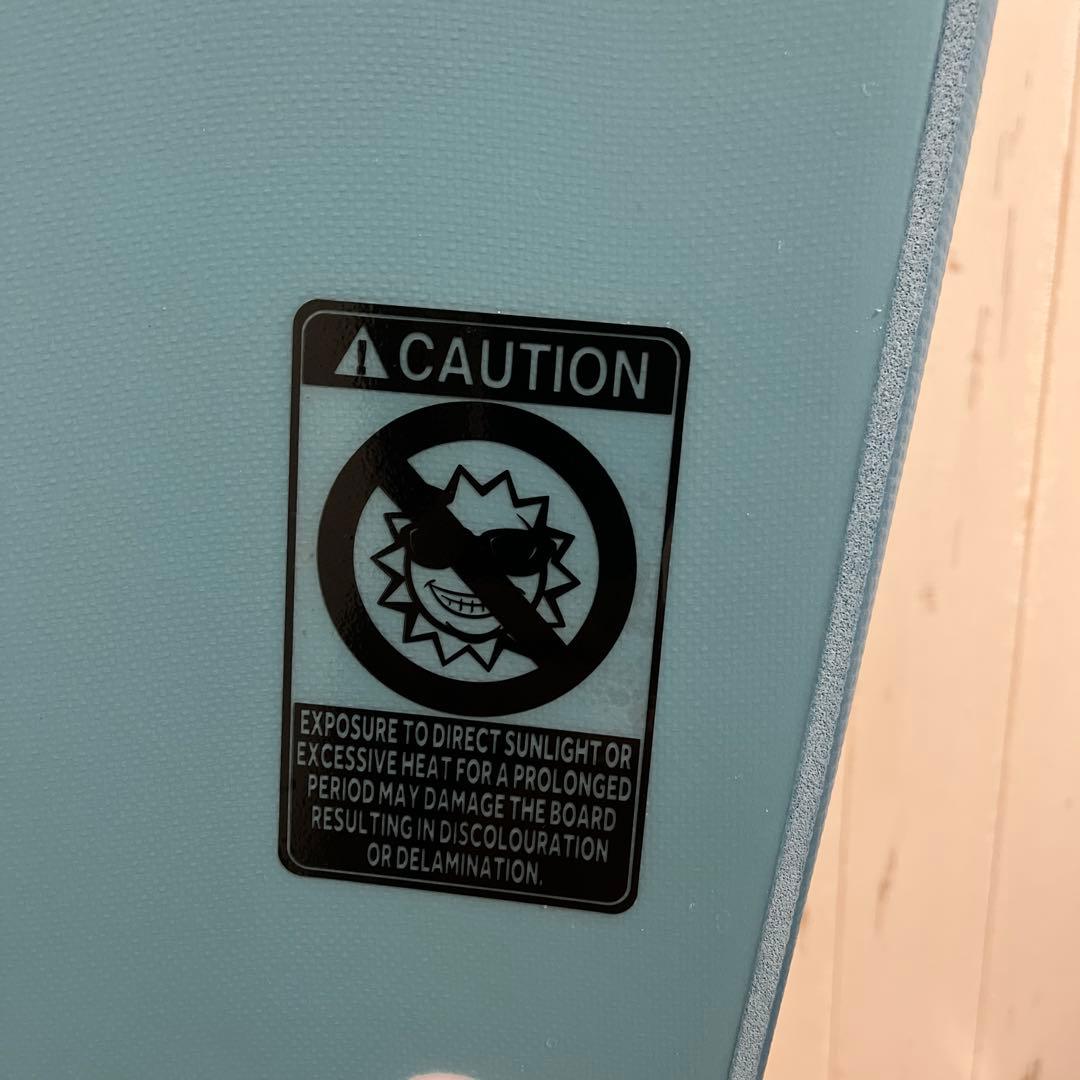 ! CAUTION
EXPOSURE TO DIRECT SUNLIGHT OR
EXCESSIVE HEAT FOR A PROLONGED
PERIOD MAY DAMAGE THE BOARD
RESULTING IN DISCOLOURATION
OR DELAMINATION.